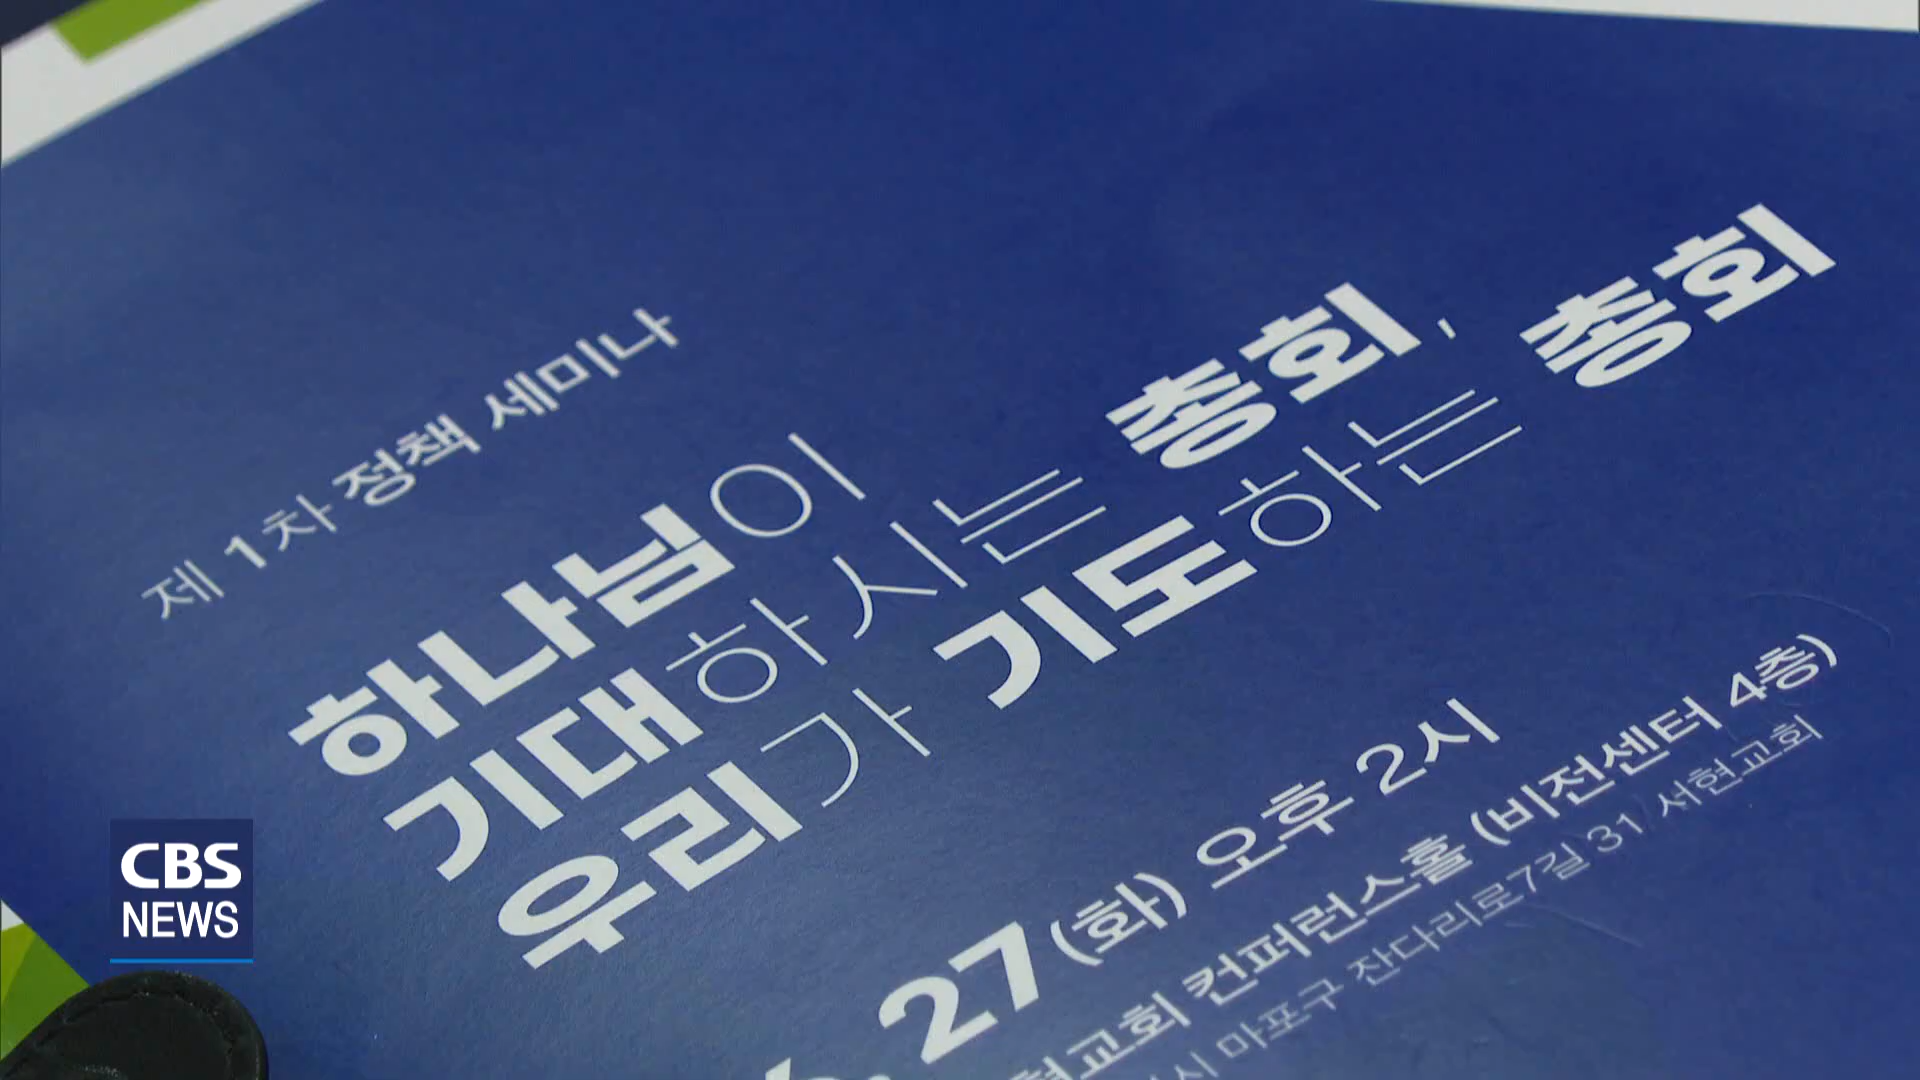 제 1차 정책 세미나
하나님이
기대하시는 총회,
우리가 기도하는 총회
27(화) 오후 2시
현교회 컨퍼런스홀 (비전센터 4층)
시 마포구 잔다리로7길 31 서현교회
CBS
NEWS